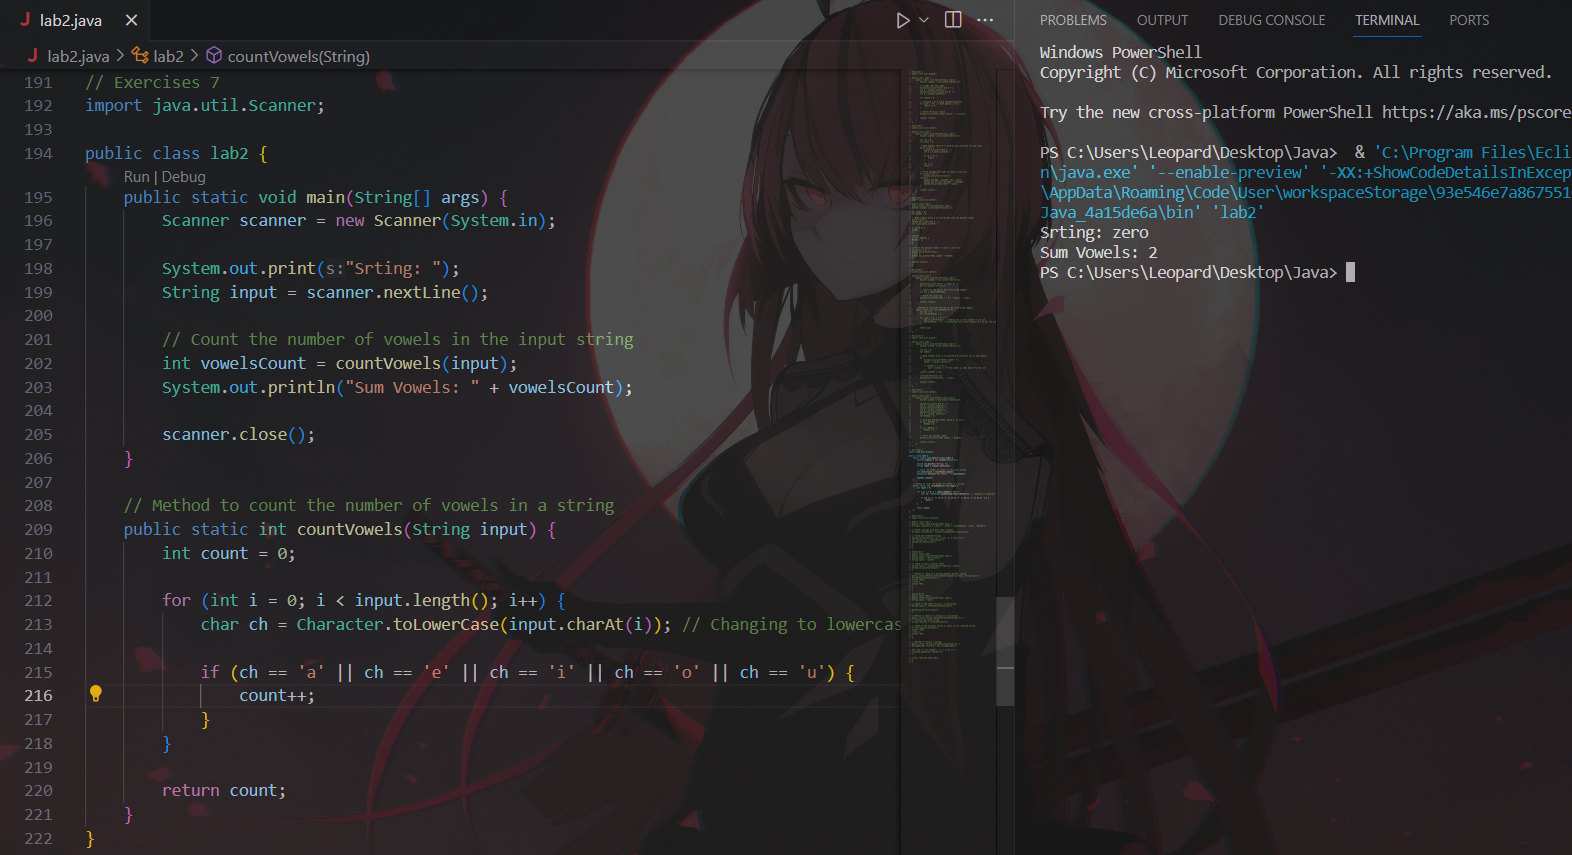 lab2.java
lab2.java > lab2 > countVowels(String)
191 // Exercises 7
192 import java.util.Scanner;
193
194 public class lab2 {
Run | Debug
195 public static void main(String[] args) {
196 Scanner scanner = new Scanner(System.in);
197
198 System.out.print(s:"Srting: ");
199 String input = scanner.nextLine();
200
201 // Count the number of vowels in the input string
202 int vowelsCount = countVowels(input);
203 System.out.println("Sum Vowels: " + vowelsCount);
204
205 scanner.close();
206 }
207
208 // Method to count the number of vowels in a string
209 public static int countVowels(String input) {
210 int count = 0;
211
212 for (int i = 0; i < input.length(); i++) {
213 char ch = Character.toLowerCase(input.charAt(i)); // Changing to lowercas
214
215 if (ch == 'a' || ch == 'e' || ch == 'i' || ch == 'o' || ch == 'u') {
216 count++;
217 }
218 }
219
220 return count;
221 }
222 }
PROBLEMS OUTPUT DEBUG CONSOLE TERMINAL PORTS
Windows PowerShell
Copyright (C) Microsoft Corporation. All rights reserved.
Try the new cross-platform PowerShell https://aka.ms/pscore
PS C:\Users\Leopard\Desktop\Java> & 'C:\Program Files\Ecli
n\java.exe' '--enable-preview' '-XX:+ShowCodeDetailsInExcep
\AppData\Roaming\Code\User\workspaceStorage\93e546e7a867551
Java_4a15de6a\bin' 'lab2'
Srting: zero
Sum Vowels: 2
PS C:\Users\Leopard\Desktop\Java>